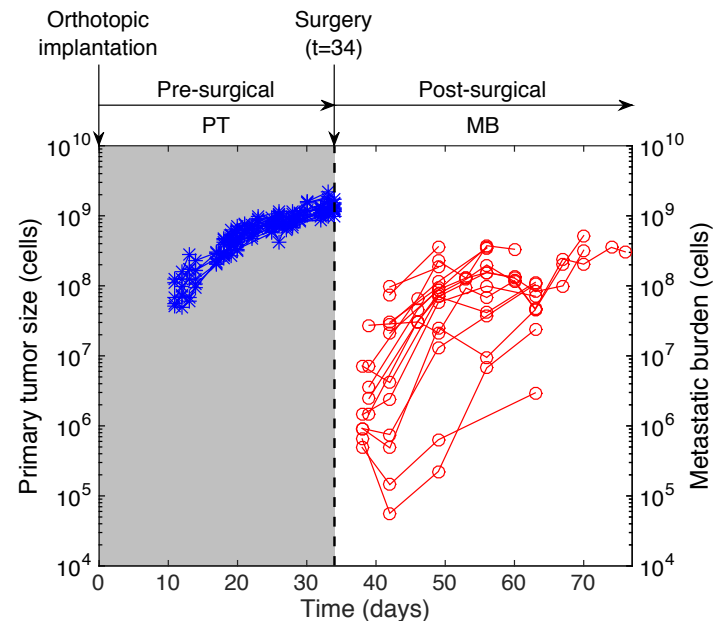 Orthotopic
implantation
Surgery
(t=34)
Pre-surgical
Post-surgical
PT
MB
10^10
10^9
10^8
10^7
10^6
10^5
10^4
Primary tumor size (cells)
10^10
10^9
10^8
10^7
10^6
10^5
10^4
Metastatic burden (cells)
0 10 20 30 40 50 60 70
Time (days)